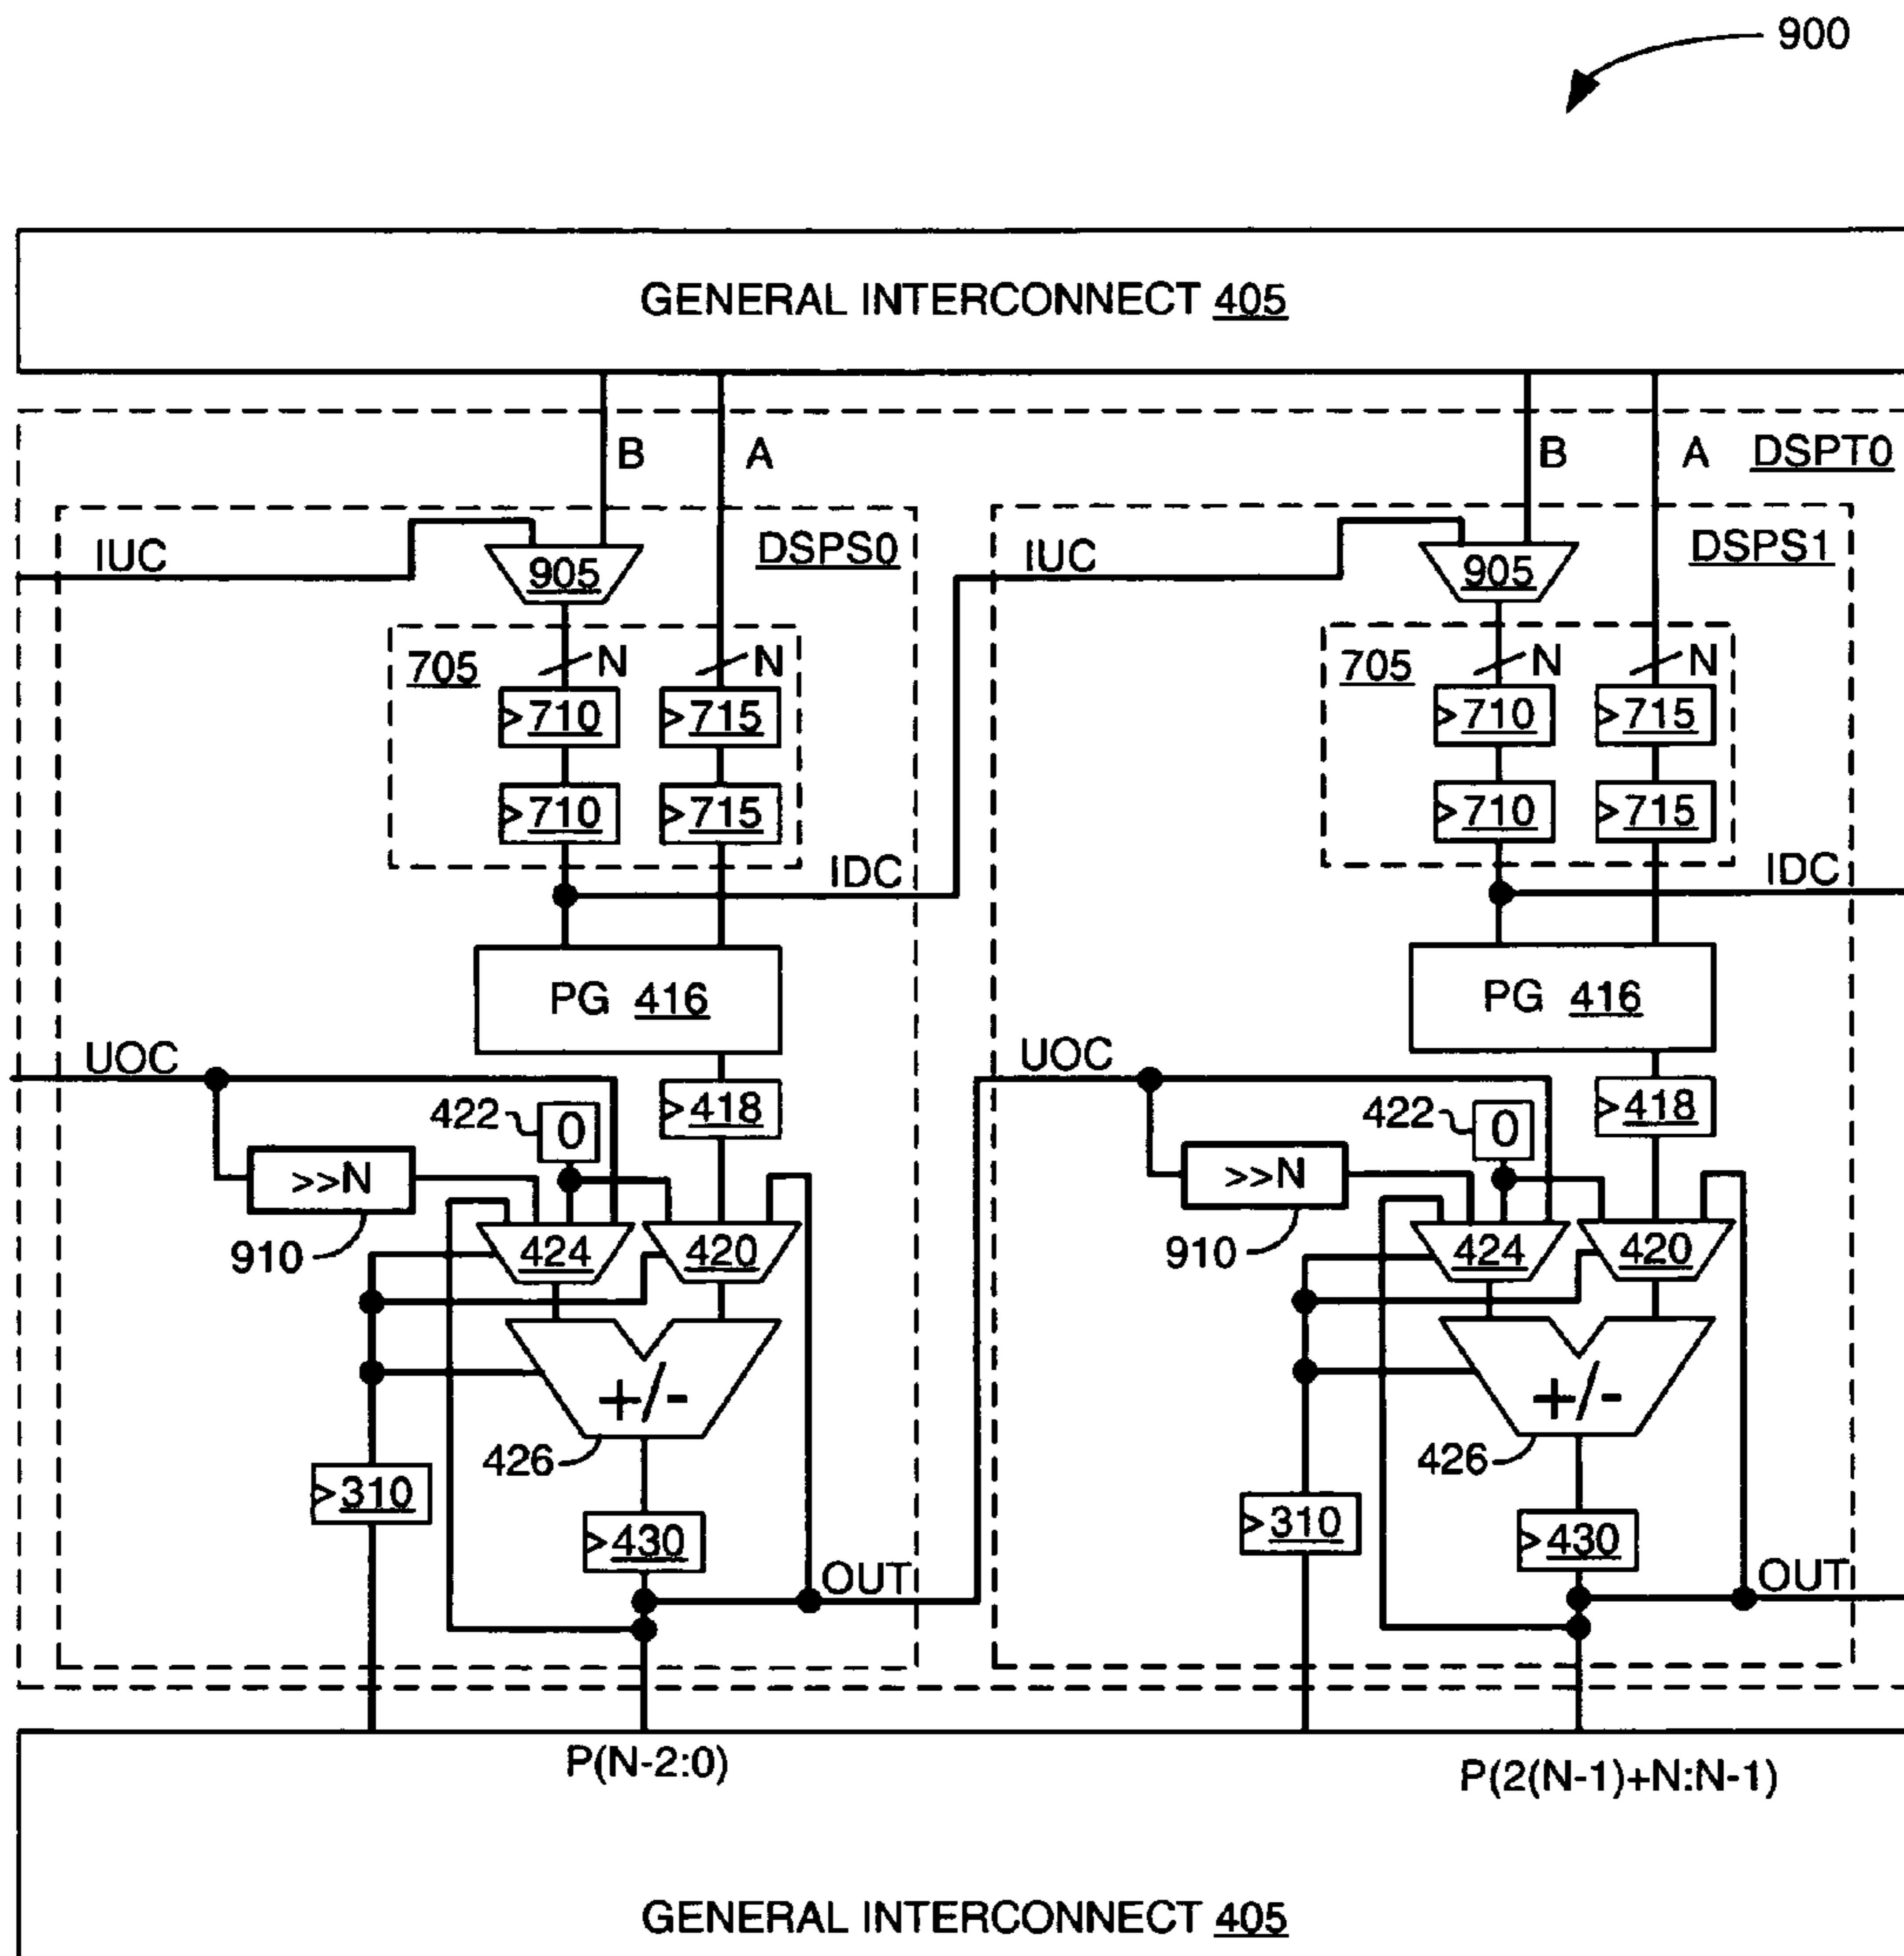 900
GENERAL INTERCONNECT 405
B A B A DSPT0
IUC 905 DSPS0 IUC 905 DSPS1
705 N N 705 N N
>710 >715 >710 >715
>710 >715 >710 >715
IDC IDC
PG 416 PG 416
UOC UOC
422 0 >418 422 0 >418
>>N >>N
910 424 420 910 424 420
+/- +/-
426 426
>310 >310
>430 >430
OUT OUT
P(N-2:0) P(2(N-1)+N:N-1)
GENERAL INTERCONNECT 405